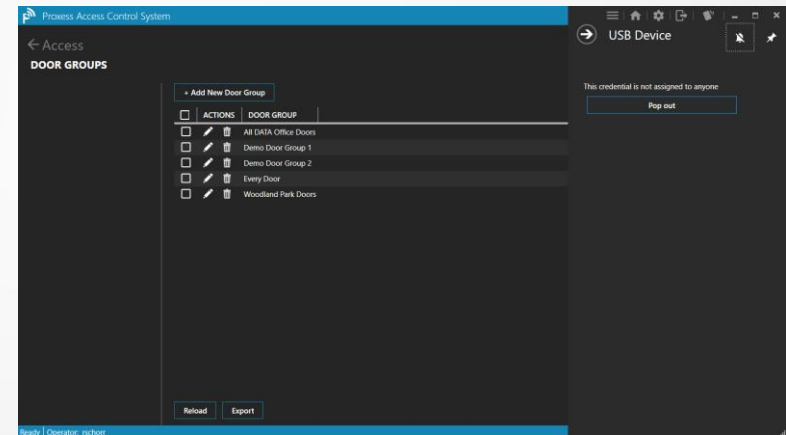 Proxess Access Control System
Access
DOOR GROUPS
+ Add New Door Group
ACTIONS DOOR GROUP
All DATA Office Doors
Demo Door Group 1
Demo Door Group 2
Every Door
Woodland Park Doors
Reload Export
Ready Operator: rschorr
USB Device
This credential is not assigned to anyone
Pop out